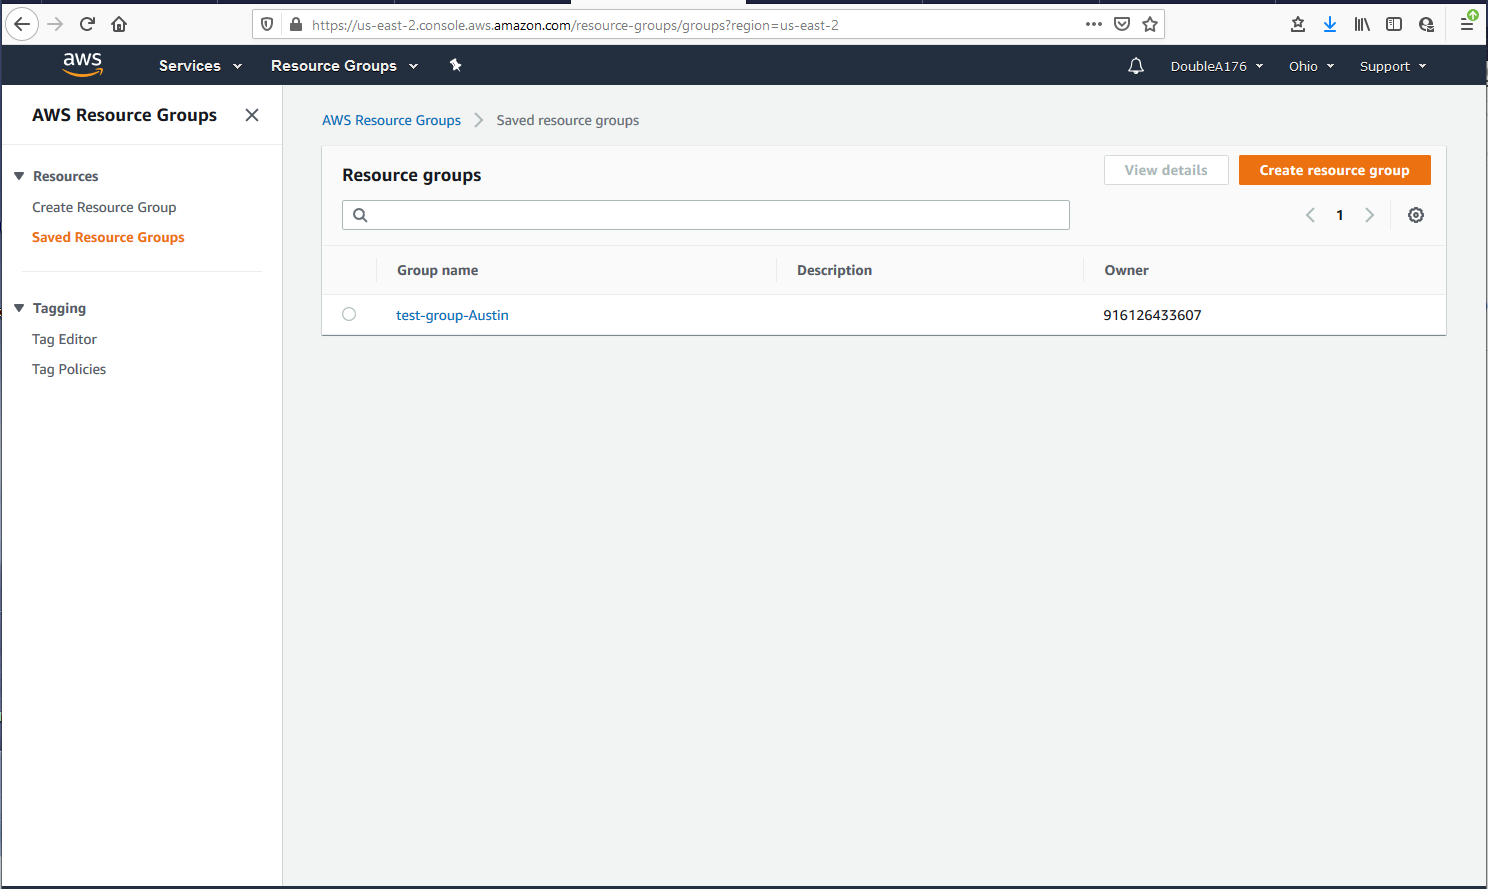 https://us-east-2.console.aws.amazon.com/resource-groups/groups?region=us-east-2
aws Services Resource Groups DoubleA176 Ohio Support
AWS Resource Groups
Resources
Create Resource Group
Saved Resource Groups
Tagging
Tag Editor
Tag Policies
AWS Resource Groups Saved resource groups
Resource groups View details Create resource group
1
Group name Description Owner
test-group-Austin 916126433607